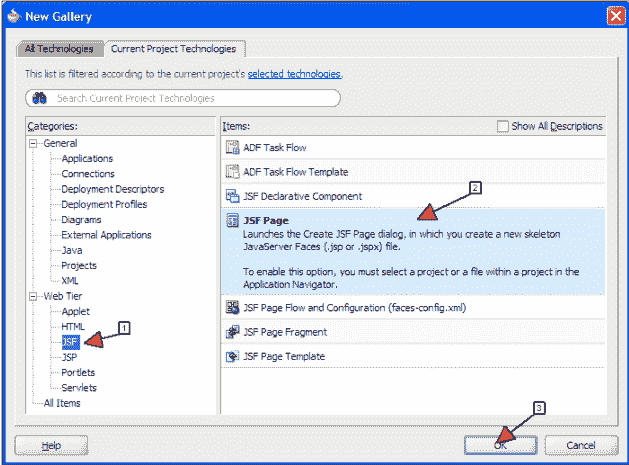 New Gallery
All Technologies
Current Project Technologies
This list is filtered according to the current project's selected technologies.
Search Current Project Technologies
Categories:
General
Applications
Connections
Deployment Descriptors
Deployment Profiles
Diagrams
External Applications
Java
Projects
XML
Web Tier
Applet
HTML
JSF
1
JSP
Portlets
Servlets
All Items
Items:
Show All Descriptions
ADF Task Flow
ADF Task Flow Template
JSF Declarative Component
2
JSF Page
Launches the Create JSF Page dialog, in which you create a new skeleton
JavaServer Faces (.jsp or .jspx) file.
To enable this option, you must select a project or a file within a project in the
Application Navigator.
JSF Page Flow and Configuration (faces-config.xml)
JSF Page Fragment
JSF Page Template
3
Help
OK
Cancel